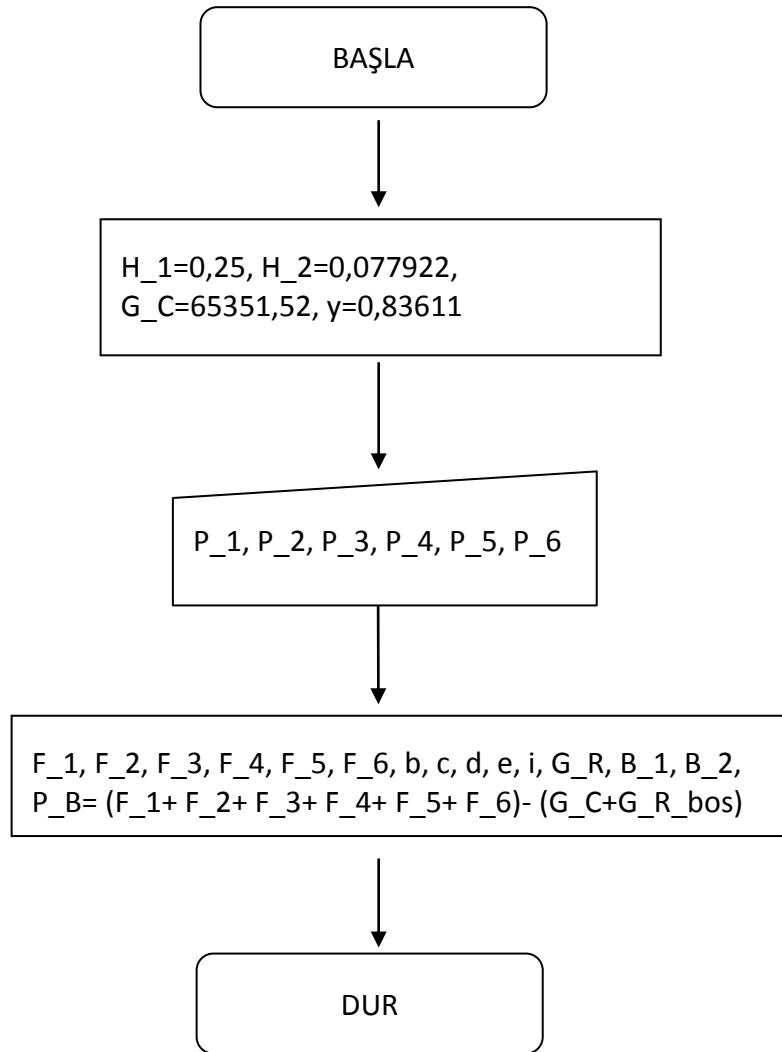 BAŞLA
H_1=0,25, H_2=0,077922,
G_C=65351,52, y=0,83611
P_1, P_2, P_3, P_4, P_5, P_6
F_1, F_2, F_3, F_4, F_5, F_6, b, c, d, e, i, G_R, B_1, B_2,
P_B= (F_1+ F_2+ F_3+ F_4+ F_5+ F_6)- (G_C+G_R_bos)
DUR